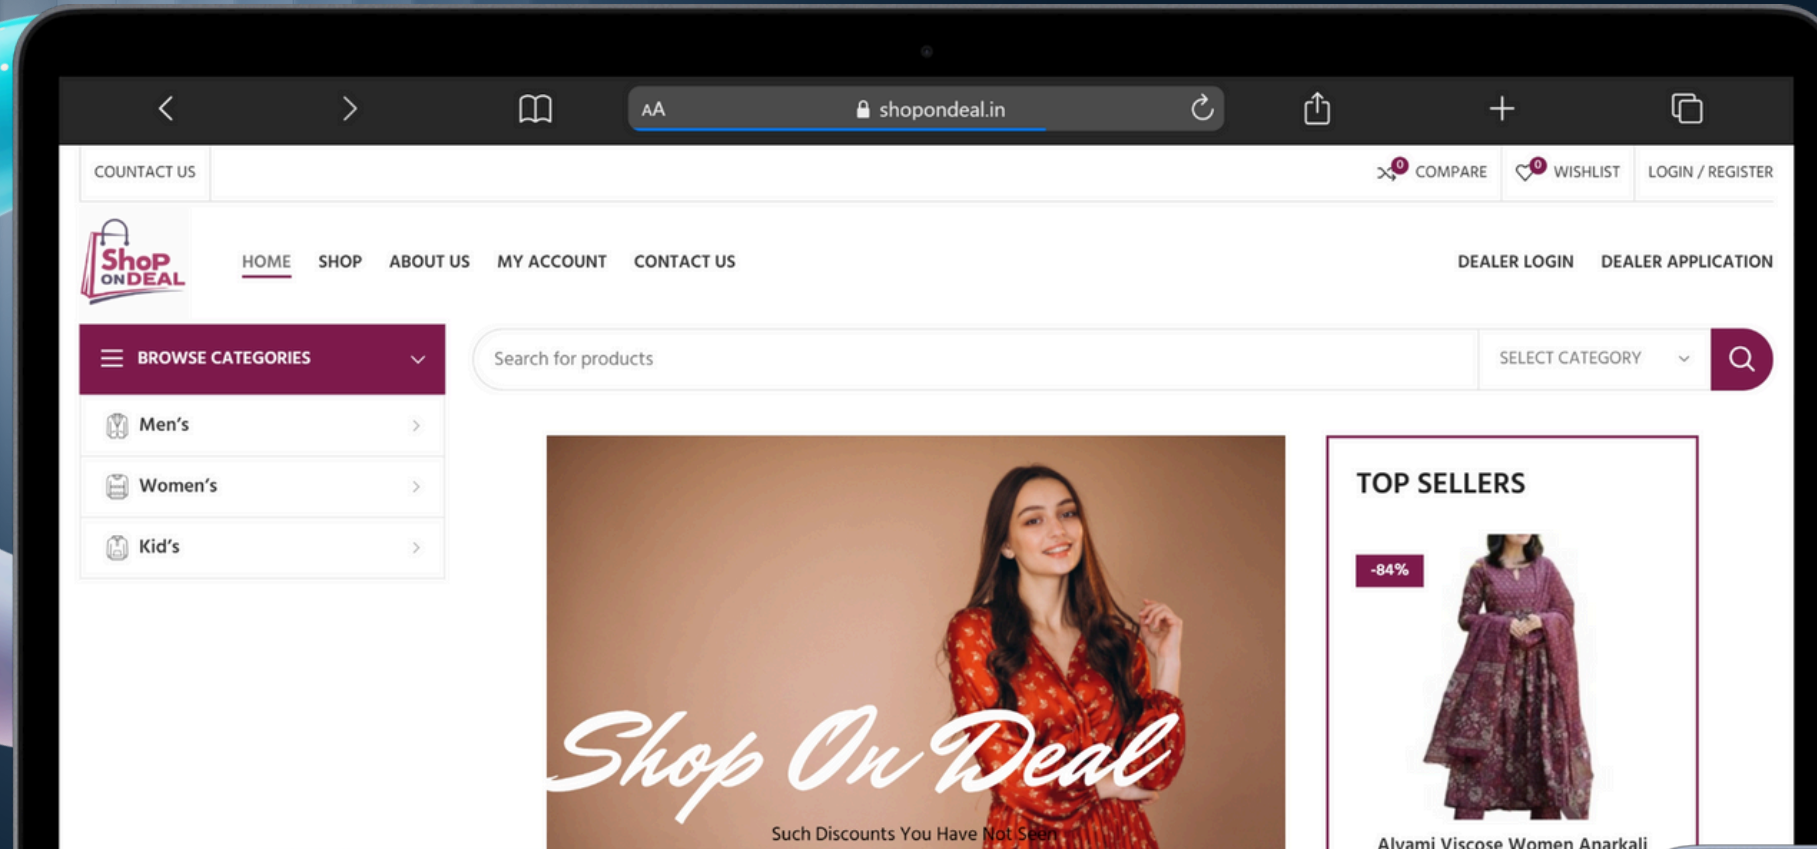 AA shopondeal.in
COUNTACT US
0 COMPARE 0 WISHLIST LOGIN / REGISTER
ShoP
ONDEAL
HOME SHOP ABOUT US MY ACCOUNT CONTACT US
DEALER LOGIN DEALER APPLICATION
BROWSE CATEGORIES
Search for products
SELECT CATEGORY
Men’s
Women’s
Kid’s
Shop On Deal
Such Discounts You Have Not Seen
TOP SELLERS
-84%
Alyami Viscose Women Anarkali